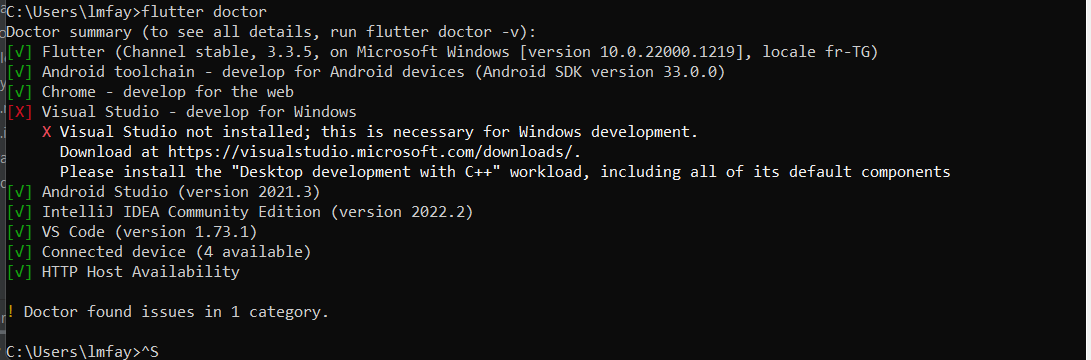 C:\Users\lmfay>flutter doctor
Doctor summary (to see all details, run flutter doctor -v):
[√] Flutter (Channel stable, 3.3.5, on Microsoft Windows [version 10.0.22000.1219], locale fr-TG)
[√] Android toolchain - develop for Android devices (Android SDK version 33.0.0)
[√] Chrome - develop for the web
[X] Visual Studio - develop for Windows
X Visual Studio not installed; this is necessary for Windows development.
Download at https://visualstudio.microsoft.com/downloads/.
Please install the "Desktop development with C++" workload, including all of its default components
[√] Android Studio (version 2021.3)
[√] IntelliJ IDEA Community Edition (version 2022.2)
[√] VS Code (version 1.73.1)
[√] Connected device (4 available)
[√] HTTP Host Availability
! Doctor found issues in 1 category.
C:\Users\lmfay>^S